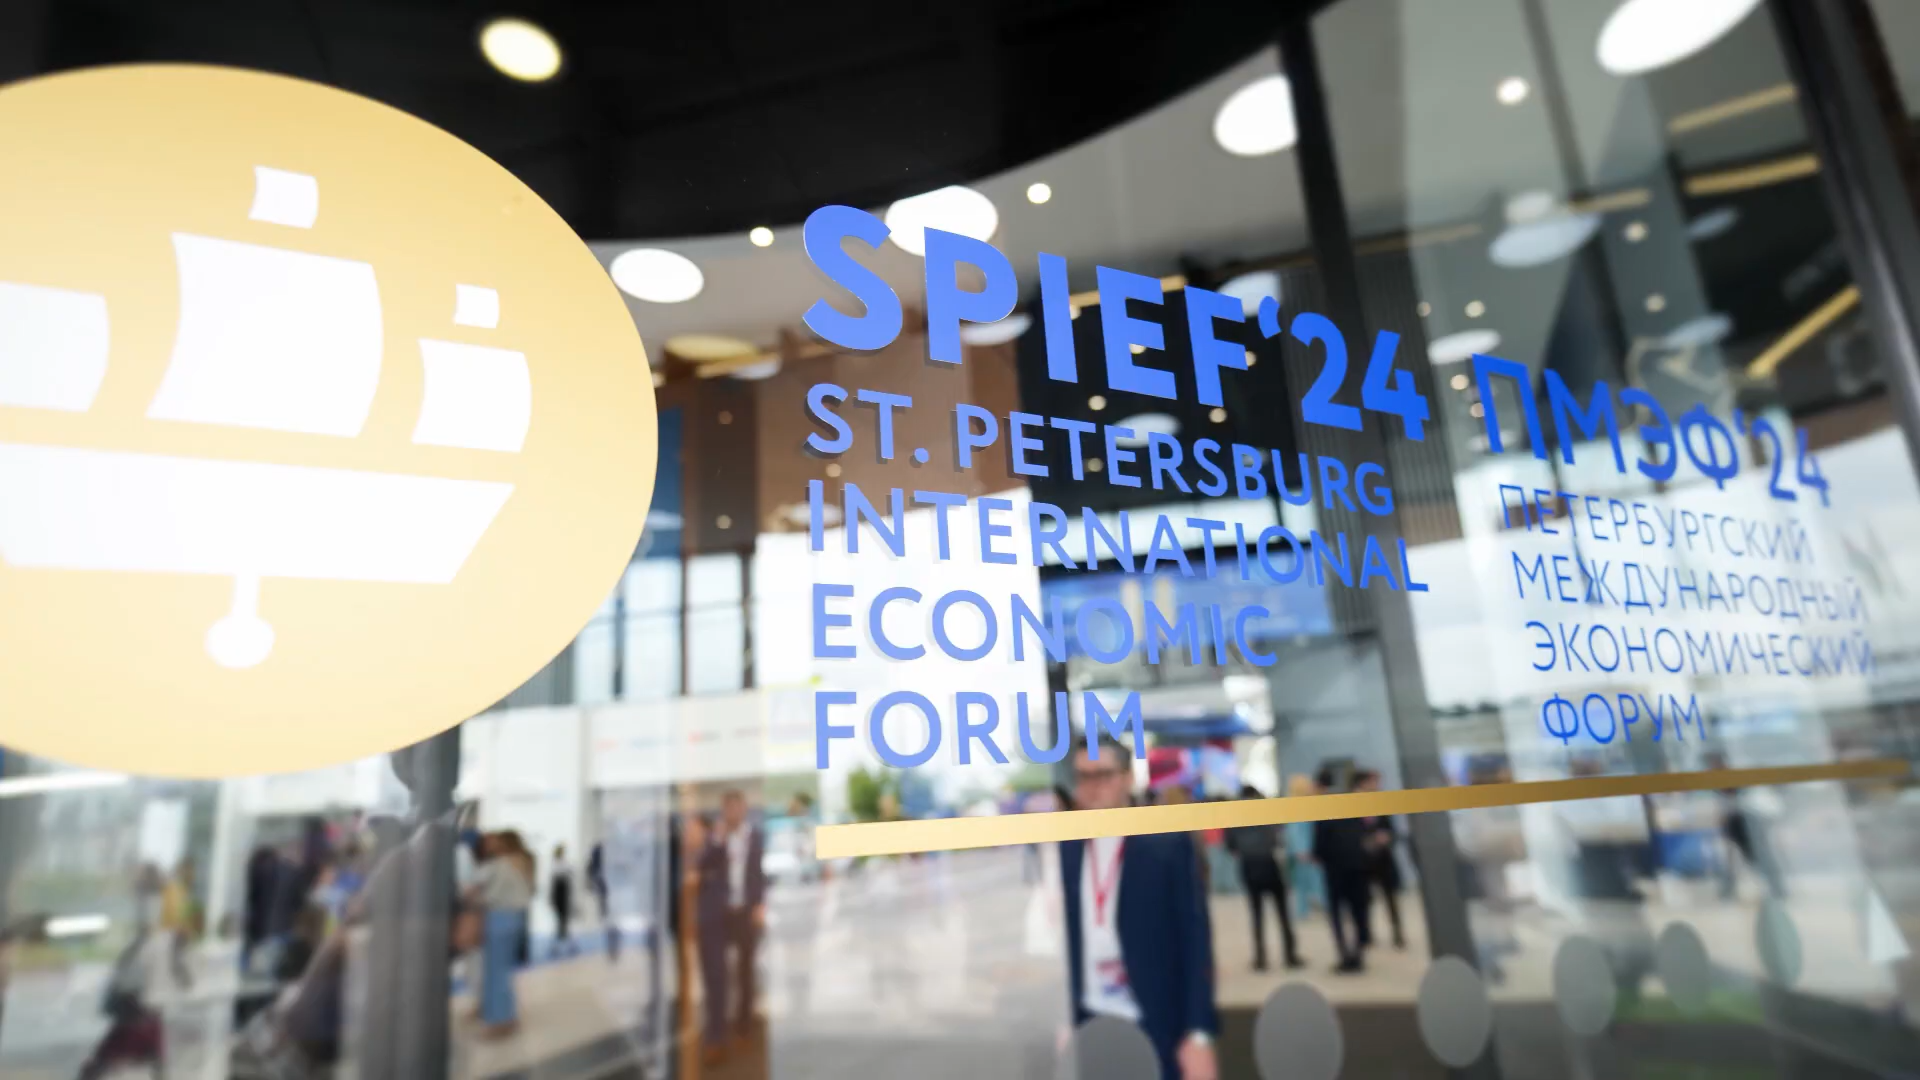 SPIEF‘24
ST. PETERSBURG
INTERNATIONAL
ECONOMIC
FORUM
ПМЭФ‘24
ПЕТЕРБУРГСКИЙ
МЕЖДУНАРОДНЫЙ
ЭКОНОМИЧЕСКИЙ
ФОРУМ